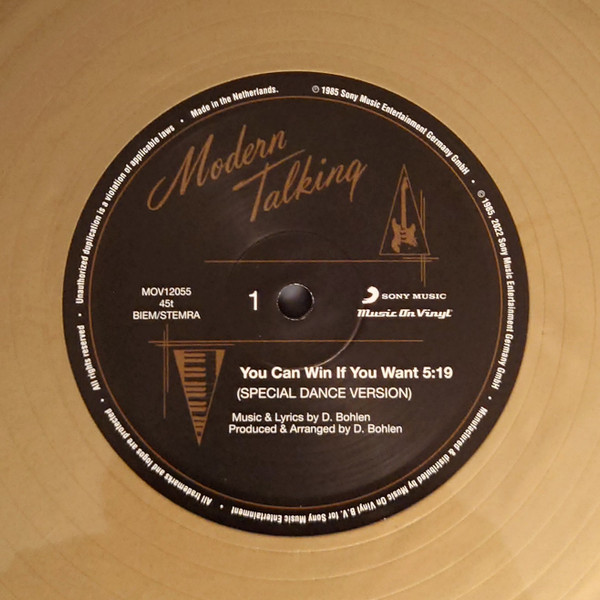 Modern
Talking
MOV12055
45t
BIEM/STEMRA
1
SONY MUSIC
Music On Vinyl
You Can Win If You Want 5:19
(SPECIAL DANCE VERSION)
Music & Lyrics by D. Bohlen
Produced & Arranged by D. Bohlen
℗ 1985 Sony Music Entertainment Germany GmbH • © 1985, 2022 Sony Music Entertainment Germany GmbH • Manufactured & distributed by Music On Vinyl B.V. for Sony Music Entertainment • All trademarks and logos are protected • All rights reserved • Unauthorized duplication is a violation of applicable laws • Made in the Netherlands.